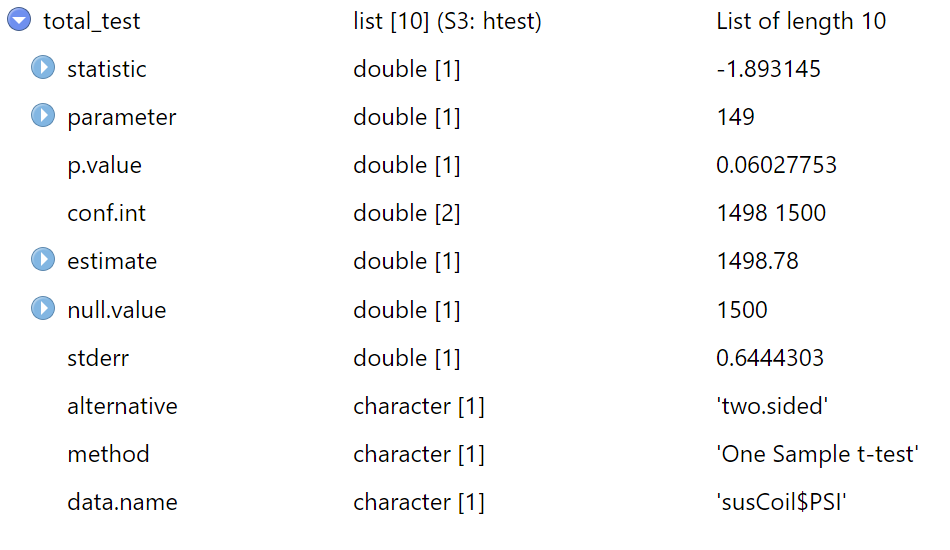 total_test list [10] (S3: htest) List of length 10
statistic double [1] -1.893145
parameter double [1] 149
p.value double [1] 0.06027753
conf.int double [2] 1498 1500
estimate double [1] 1498.78
null.value double [1] 1500
stderr double [1] 0.6444303
alternative character [1] 'two.sided'
method character [1] 'One Sample t-test'
data.name character [1] 'susCoil$PSI'